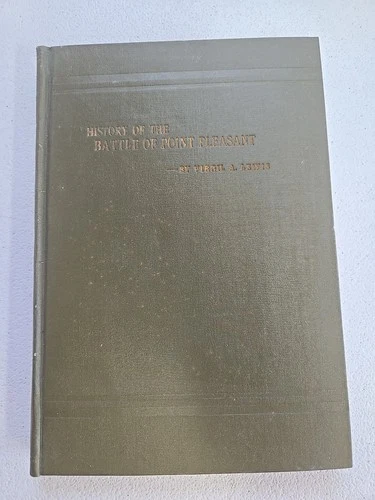 HISTORY OF THE
BATTLE OF POINT PLEASANT
—BY VIRGIL A. LEWIS